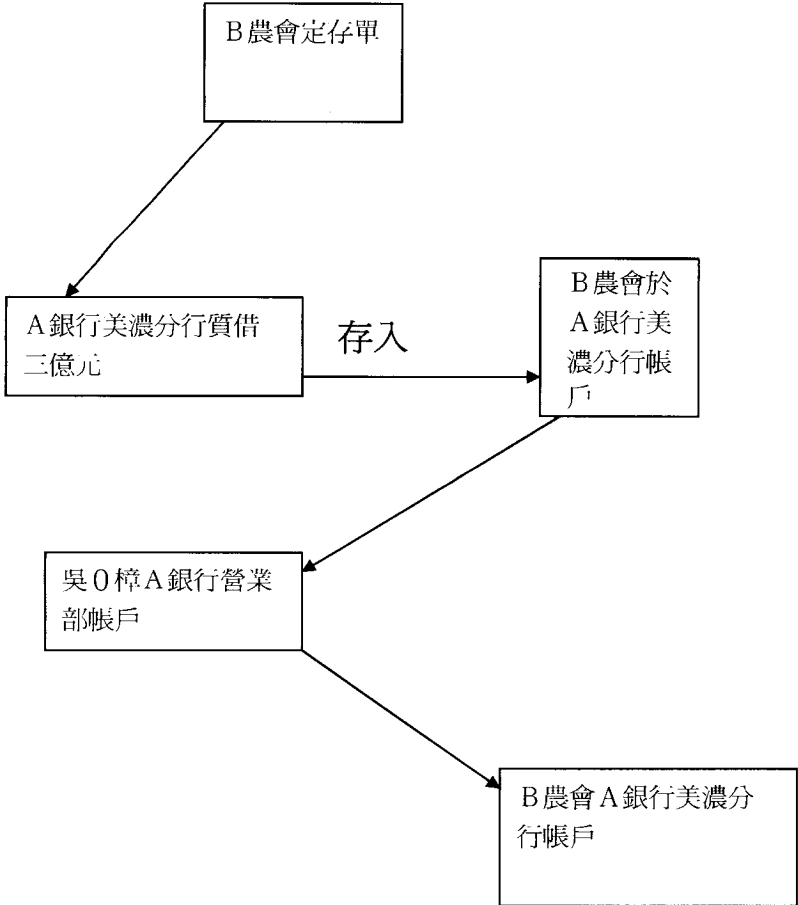 B農會定存單
A銀行美濃分行質借
三億元
存入
B農會於
A銀行美
濃分行帳
戶
吳0樟A銀行營業
部帳戶
B農會A銀行美濃分
行帳戶